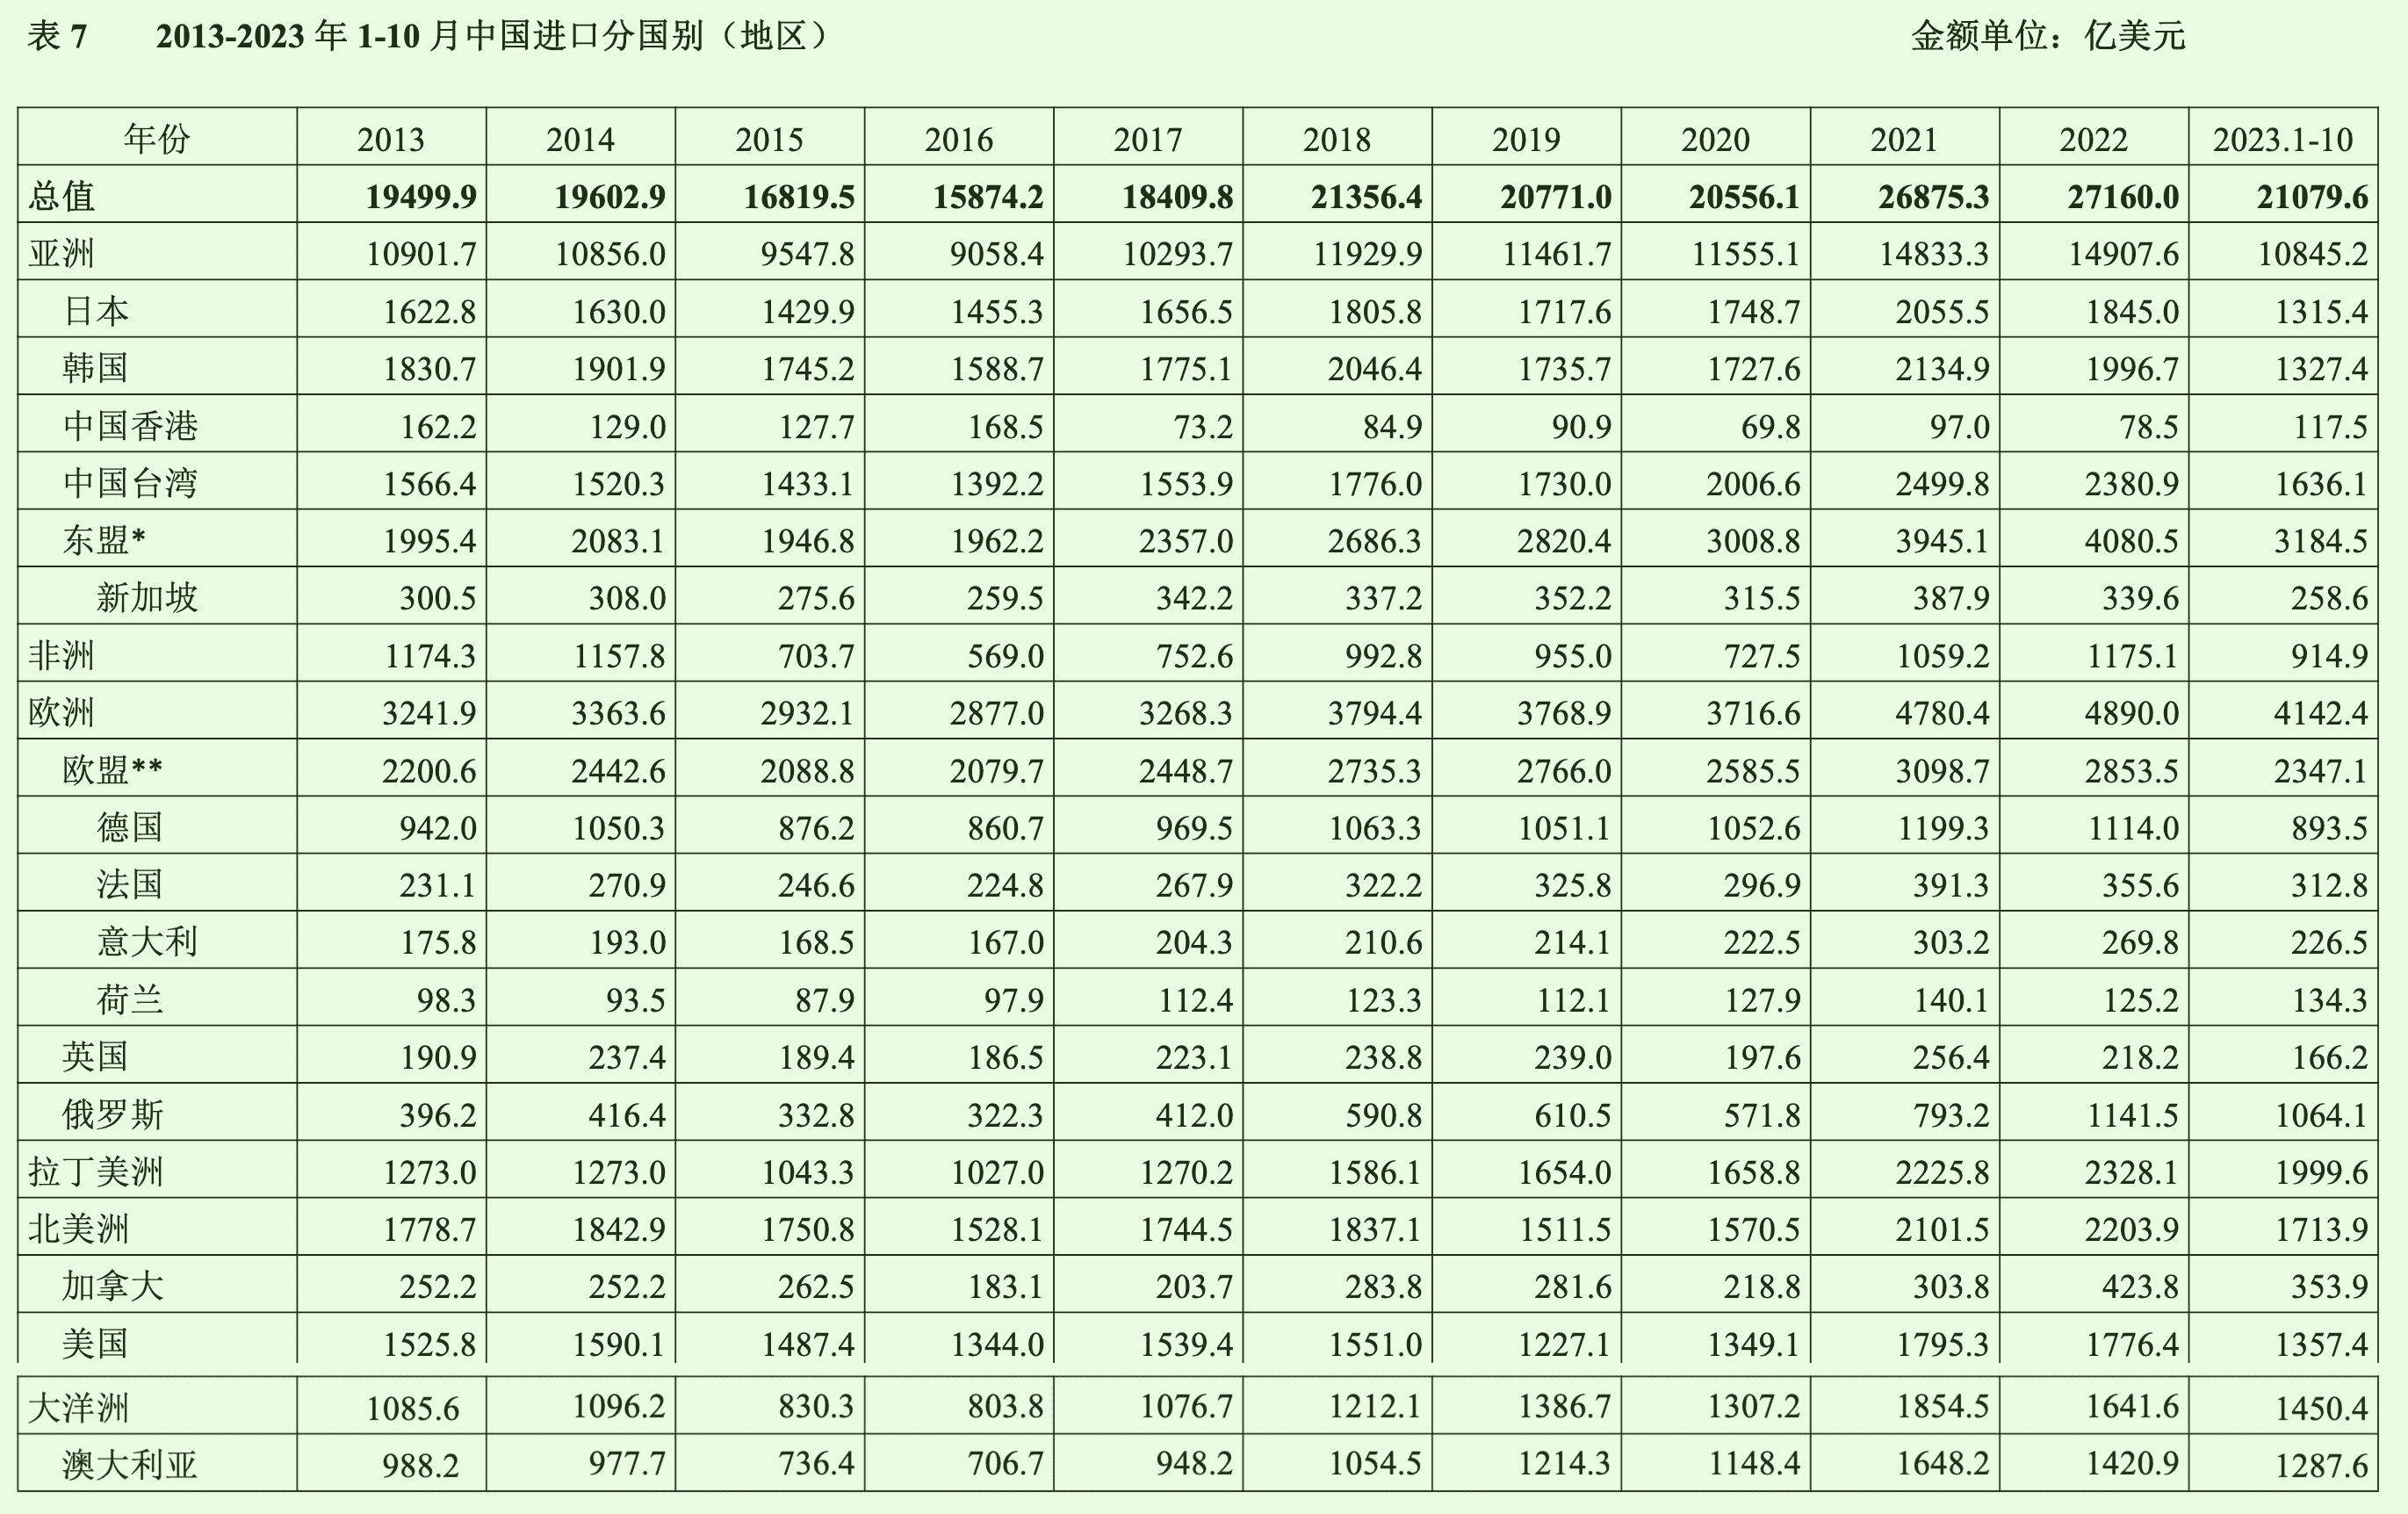 表 7 2013-2023 年 1-10 月中国进口分国别（地区） 金额单位：亿美元
年份 2013 2014 2015 2016 2017 2018 2019 2020 2021 2022 2023.1-10
总值 19499.9 19602.9 16819.5 15874.2 18409.8 21356.4 20771.0 20556.1 26875.3 27160.0 21079.6
亚洲 10901.7 10856.0 9547.8 9058.4 10293.7 11929.9 11461.7 11555.1 14833.3 14907.6 10845.2
日本 1622.8 1630.0 1429.9 1455.3 1656.5 1805.8 1717.6 1748.7 2055.5 1845.0 1315.4
韩国 1830.7 1901.9 1745.2 1588.7 1775.1 2046.4 1735.7 1727.6 2134.9 1996.7 1327.4
中国香港 162.2 129.0 127.7 168.5 73.2 84.9 90.9 69.8 97.0 78.5 117.5
中国台湾 1566.4 1520.3 1433.1 1392.2 1553.9 1776.0 1730.0 2006.6 2499.8 2380.9 1636.1
东盟* 1995.4 2083.1 1946.8 1962.2 2357.0 2686.3 2820.4 3008.8 3945.1 4080.5 3184.5
新加坡 300.5 308.0 275.6 259.5 342.2 337.2 352.2 315.5 387.9 339.6 258.6
非洲 1174.3 1157.8 703.7 569.0 752.6 992.8 955.0 727.5 1059.2 1175.1 914.9
欧洲 3241.9 3363.6 2932.1 2877.0 3268.3 3794.4 3768.9 3716.6 4780.4 4890.0 4142.4
欧盟** 2200.6 2442.6 2088.8 2079.7 2448.7 2735.3 2766.0 2585.5 3098.7 2853.5 2347.1
德国 942.0 1050.3 876.2 860.7 969.5 1063.3 1051.1 1052.6 1199.3 1114.0 893.5
法国 231.1 270.9 246.6 224.8 267.9 322.2 325.8 296.9 391.3 355.6 312.8
意大利 175.8 193.0 168.5 167.0 204.3 210.6 214.1 222.5 303.2 269.8 226.5
荷兰 98.3 93.5 87.9 97.9 112.4 123.3 112.1 127.9 140.1 125.2 134.3
英国 190.9 237.4 189.4 186.5 223.1 238.8 239.0 197.6 256.4 218.2 166.2
俄罗斯 396.2 416.4 332.8 322.3 412.0 590.8 610.5 571.8 793.2 1141.5 1064.1
拉丁美洲 1273.0 1273.0 1043.3 1027.0 1270.2 1586.1 1654.0 1658.8 2225.8 2328.1 1999.6
北美洲 1778.7 1842.9 1750.8 1528.1 1744.5 1837.1 1511.5 1570.5 2101.5 2203.9 1713.9
加拿大 252.2 252.2 262.5 183.1 203.7 283.8 281.6 218.8 303.8 423.8 353.9
美国 1525.8 1590.1 1487.4 1344.0 1539.4 1551.0 1227.1 1349.1 1795.3 1776.4 1357.4
大洋洲 1085.6 1096.2 830.3 803.8 1076.7 1212.1 1386.7 1307.2 1854.5 1641.6 1450.4
澳大利亚 988.2 977.7 736.4 706.7 948.2 1054.5 1214.3 1148.4 1648.2 1420.9 1287.6